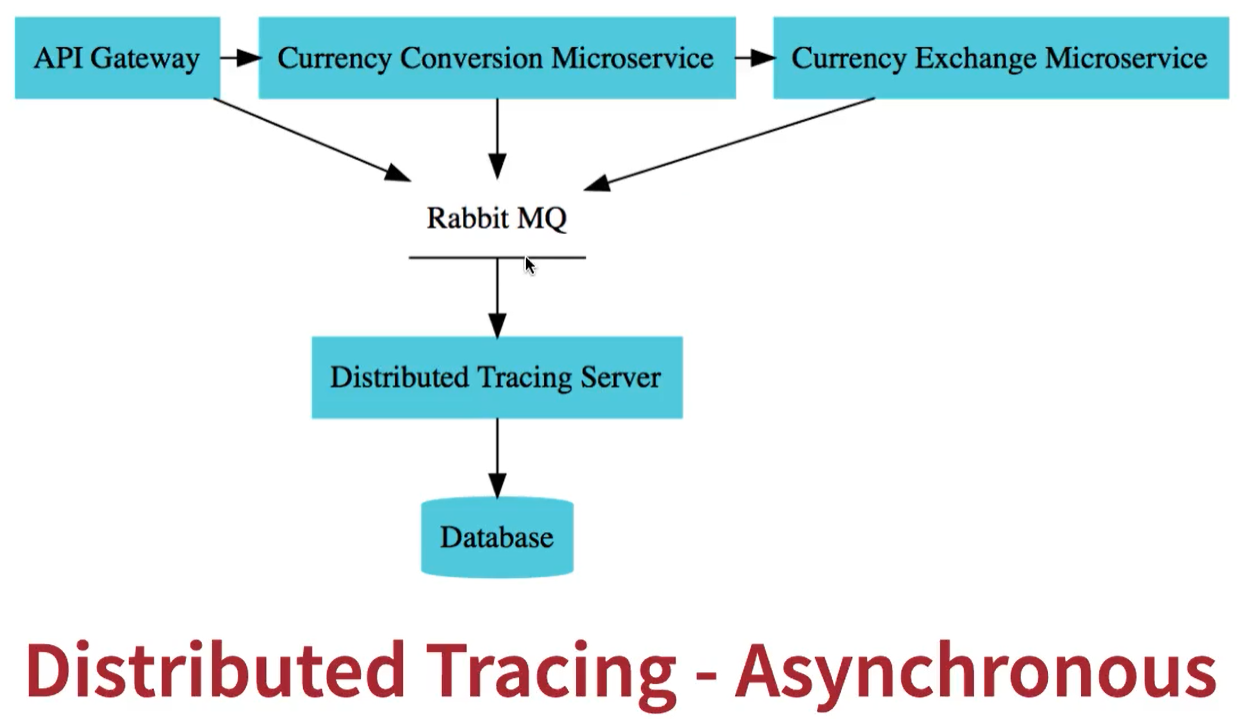 API Gateway
Currency Conversion Microservice
Currency Exchange Microservice
Rabbit MQ
Distributed Tracing Server
Database
Distributed Tracing - Asynchronous